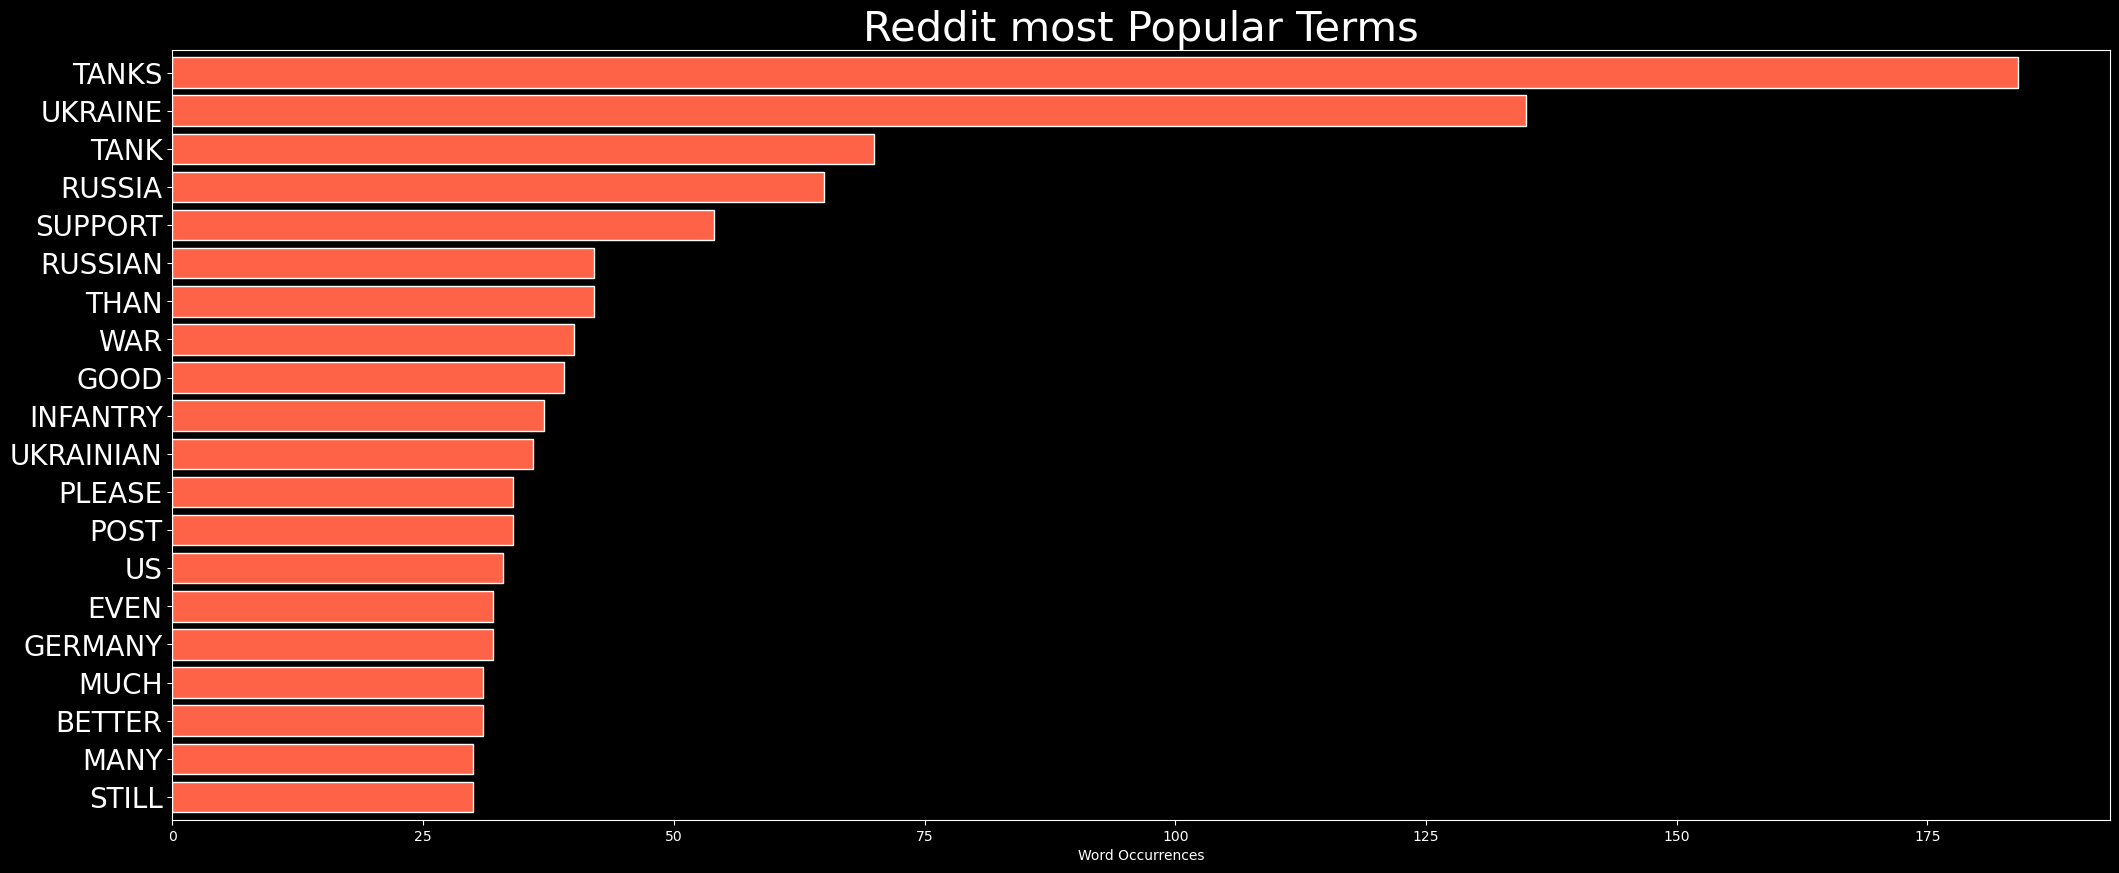 Reddit most Popular Terms
TANKS
UKRAINE
TANK
RUSSIA
SUPPORT
RUSSIAN
THAN
WAR
GOOD
INFANTRY
UKRAINIAN
PLEASE
POST
US
EVEN
GERMANY
MUCH
BETTER
MANY
STILL
0 25 50 75 100 125 150 175
Word Occurrences